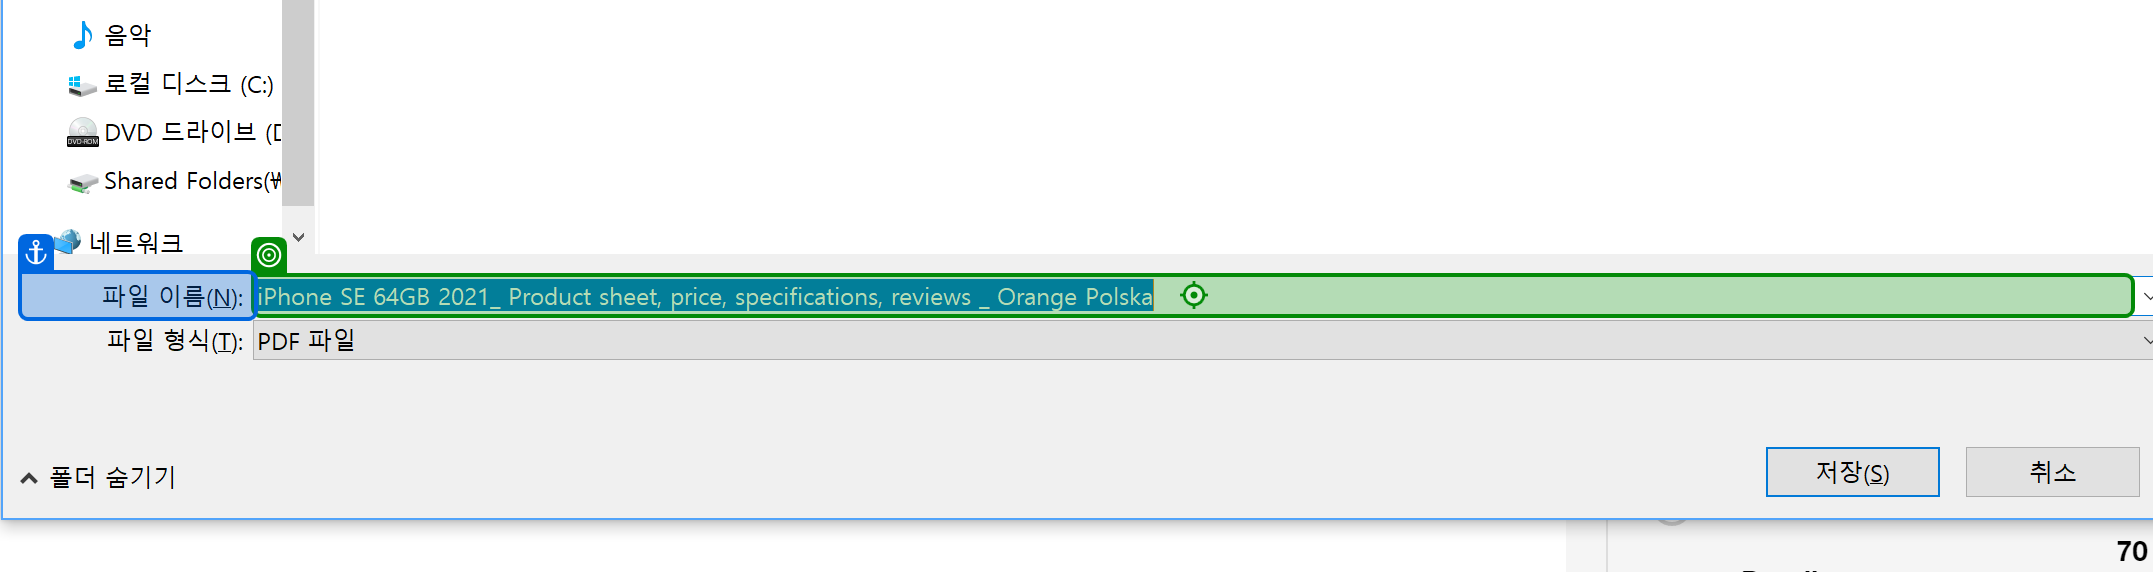 음악
로컬 디스크 (C:)
DVD 드라이브 (D
DVD-ROM
Shared Folders(₩
네트워크
파일 이름(N): iPhone SE 64GB 2021_ Product sheet, price, specifications, reviews _ Orange Polska
파일 형식(T): PDF 파일
폴더 숨기기
저장(S)
취소
70